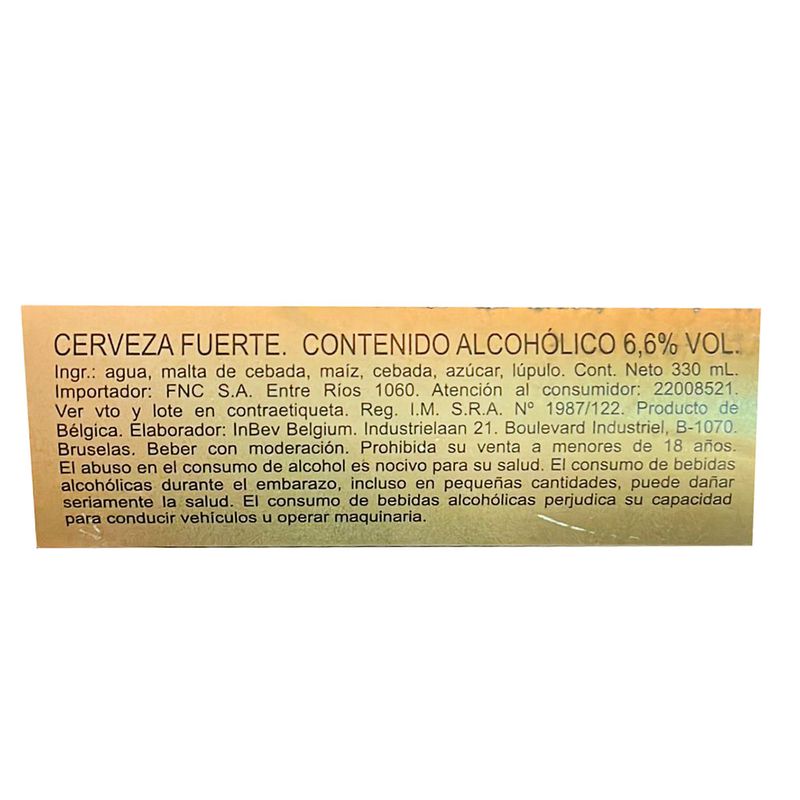 CERVEZA FUERTE. CONTENIDO ALCOHÓLICO 6,6% VOL.
Ingr.: agua, malta de cebada, maíz, cebada, azúcar, lúpulo. Cont. Neto 330 mL.
Importador: FNC S.A. Entre Ríos 1060. Atención al consumidor: 22008521.
Ver vto y lote en contraetiqueta. Reg. I.M. S.R.A. Nº 1987/122. Producto de
Bélgica. Elaborador: InBev Belgium. Industrielaan 21. Boulevard Industriel, B-1070.
Bruselas. Beber con moderación. Prohibida su venta a menores de 18 años.
El abuso en el consumo de alcohol es nocivo para su salud. El consumo de bebidas
alcohólicas durante el embarazo, incluso en pequeñas cantidades, puede dañar
seriamente la salud. El consumo de bebidas alcohólicas perjudica su capacidad
para conducir vehículos u operar maquinaria.